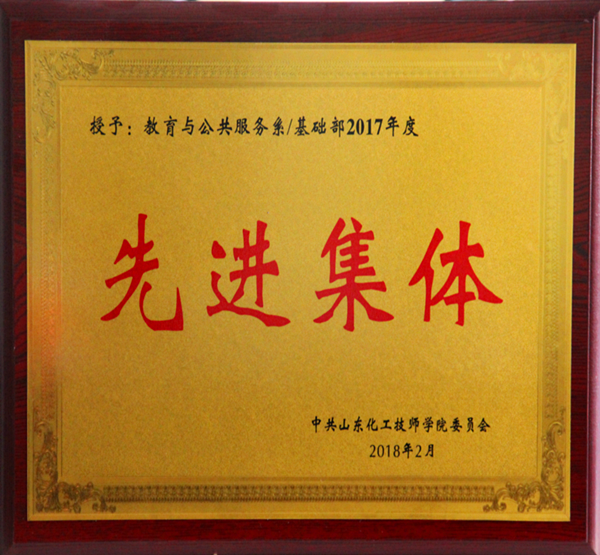 授予：教育与公共服务系/基础部2017年度
先进集体
中共山东化工技师学院委员会
2018年2月